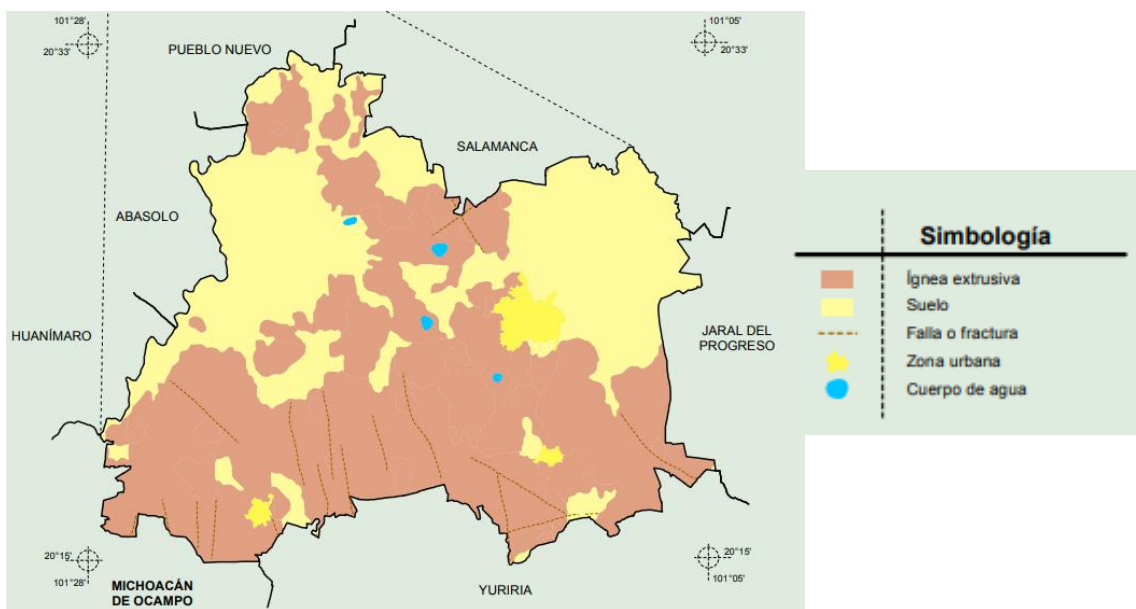 101° 28'
20° 33'
PUEBLO NUEVO
101° 05'
20° 33'
SALAMANCA
ABASOLO
HUANÍMARO
JARAL DEL
PROGRESO
20° 15'
101° 28'
MICHOACÁN
DE OCAMPO
YURIRIA
20° 15'
101° 05'
Simbología
Ígnea extrusiva
Suelo
Falla o fractura
Zona urbana
Cuerpo de agua